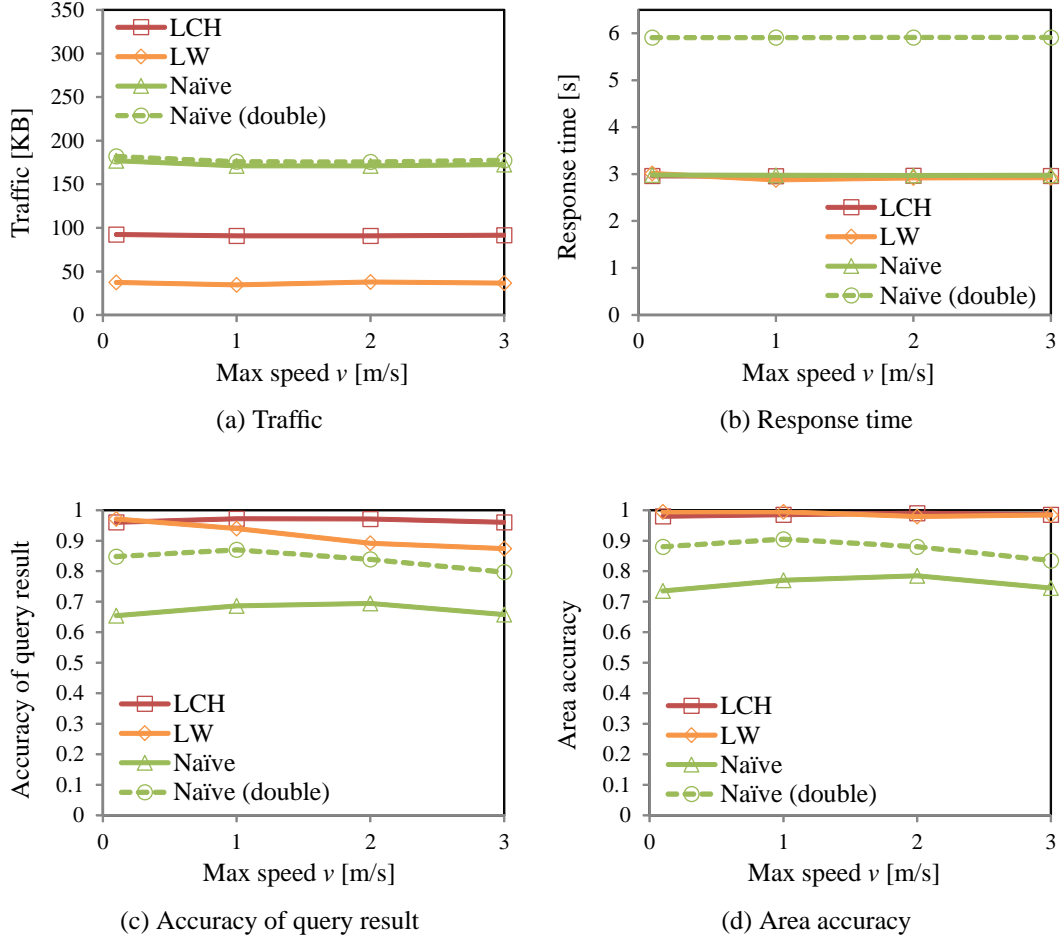 350
300
250
200
150
100
50
0
Traffic [KB]
LCH
LW
Naïve
Naïve (double)
0 1 2 3
Max speed v [m/s]
(a) Traffic
6
5
4
3
2
1
0
Response time [s]
LCH
LW
Naïve
Naïve (double)
0 1 2 3
Max speed v [m/s]
(b) Response time
1
0.9
0.8
0.7
0.6
0.5
0.4
0.3
0.2
0.1
0
Accuracy of query result
LCH
LW
Naïve
Naïve (double)
0 1 2 3
Max speed v [m/s]
(c) Accuracy of query result
1
0.9
0.8
0.7
0.6
0.5
0.4
0.3
0.2
0.1
0
Area accuracy
LCH
LW
Naïve
Naïve (double)
0 1 2 3
Max speed v [m/s]
(d) Area accuracy